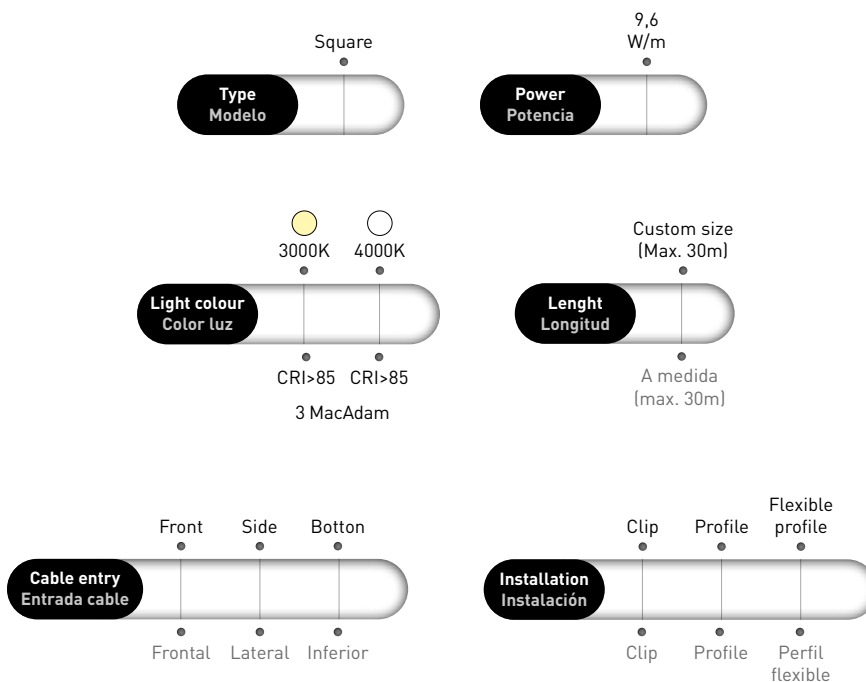 Square
Type
Modelo
9,6
W/m
Power
Potencia
3000K 4000K
Light colour
Color luz
CRI>85 CRI>85
3 MacAdam
Custom size
(Max. 30m)
Lenght
Longitud
A medida
(max. 30m)
Front Side Botton
Cable entry
Entrada cable
Frontal Lateral Inferior
Clip Profile Flexible
profile
Installation
Instalación
Clip Profile Perfil
flexible